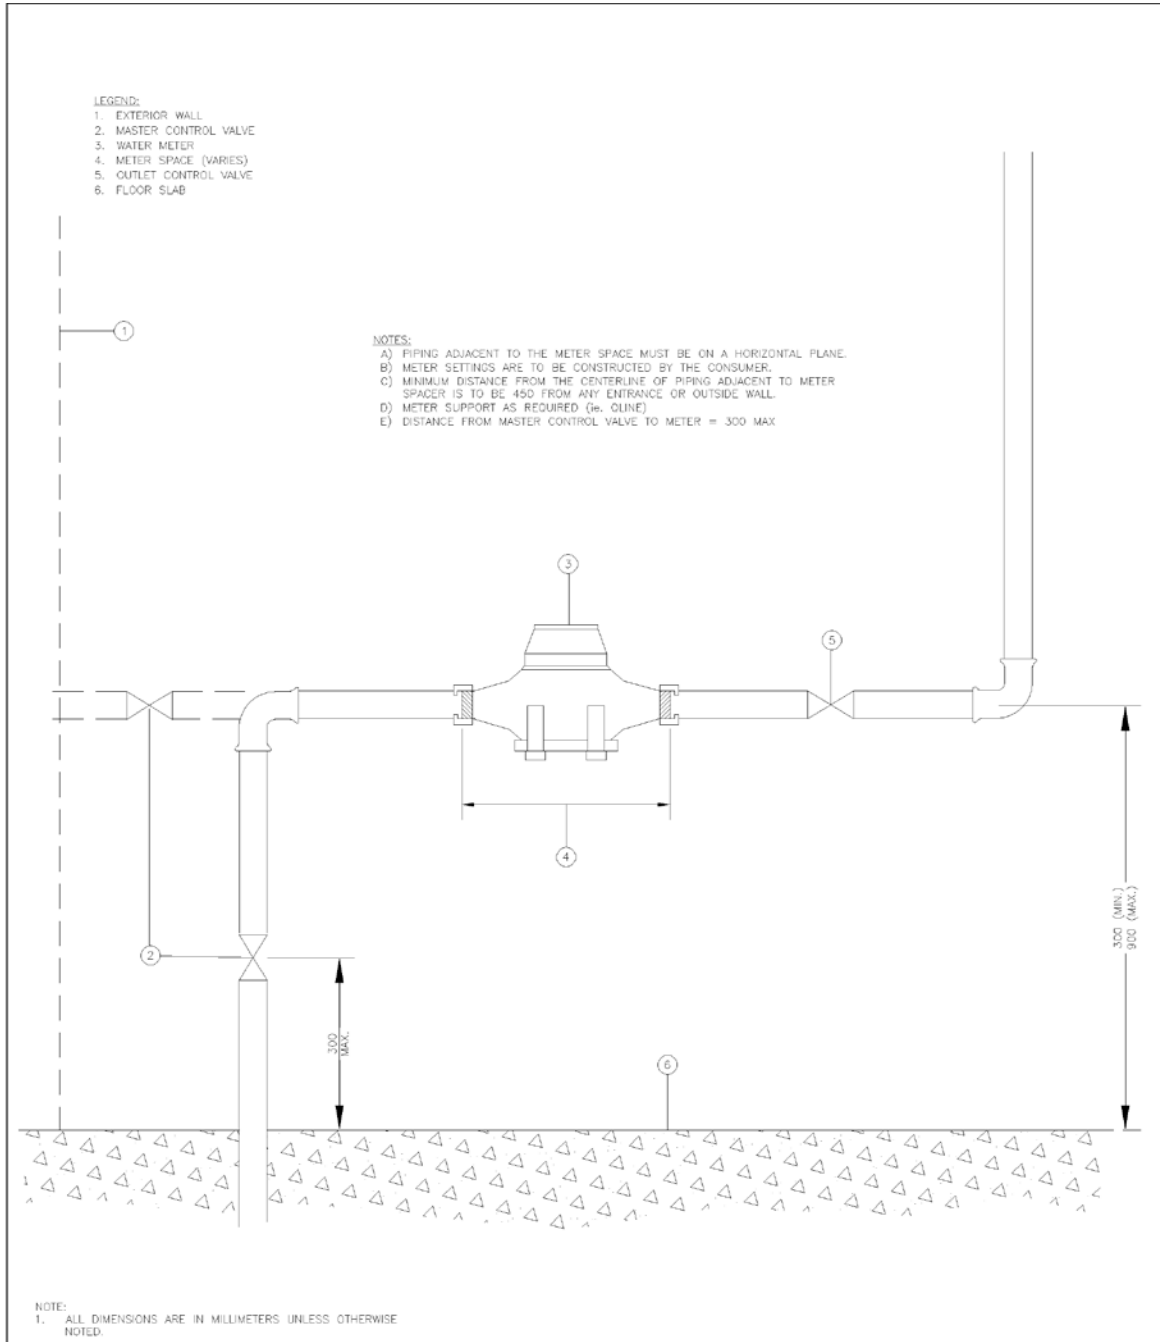 LEGEND:
1. EXTERIOR WALL
2. MASTER CONTROL VALVE
3. WATER METER
4. METER SPACE (VARIES)
5. OUTLET CONTROL VALVE
6. FLOOR SLAB
1
NOTES:
A) PIPING ADJACENT TO THE METER SPACE MUST BE ON A HORIZONTAL PLANE.
B) METER SETTINGS ARE TO BE CONSTRUCTED BY THE CONSUMER.
C) MINIMUM DISTANCE FROM THE CENTERLINE OF PIPING ADJACENT TO METER
SPACER IS TO BE 450 FROM ANY ENTRANCE OR OUTSIDE WALL.
D) METER SUPPORT AS REQUIRED (ie. CLINE)
E) DISTANCE FROM MASTER CONTROL VALVE TO METER = 300 MAX
3
5
4
300 (MIN.)
900 (MAX.)
2
300
MAX.
6
NOTE:
1. ALL DIMENSIONS ARE IN MILLIMETERS UNLESS OTHERWISE
NOTED.